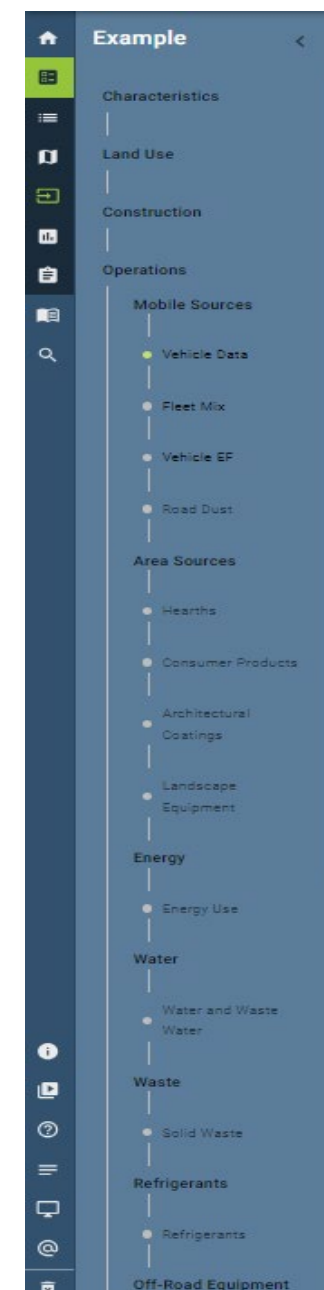 Example
Characteristics
Land Use
Construction
Operations
Mobile Sources
Vehicle Data
Fleet Mix
Vehicle EF
Road Dust
Area Sources
Hearths
Consumer Products
Architectural
Coatings
Landscape
Equipment
Energy
Energy Use
Water
Water and Waste
Water
Waste
Solid Waste
Refrigerants
Refrigerants
Off-Road Equipment